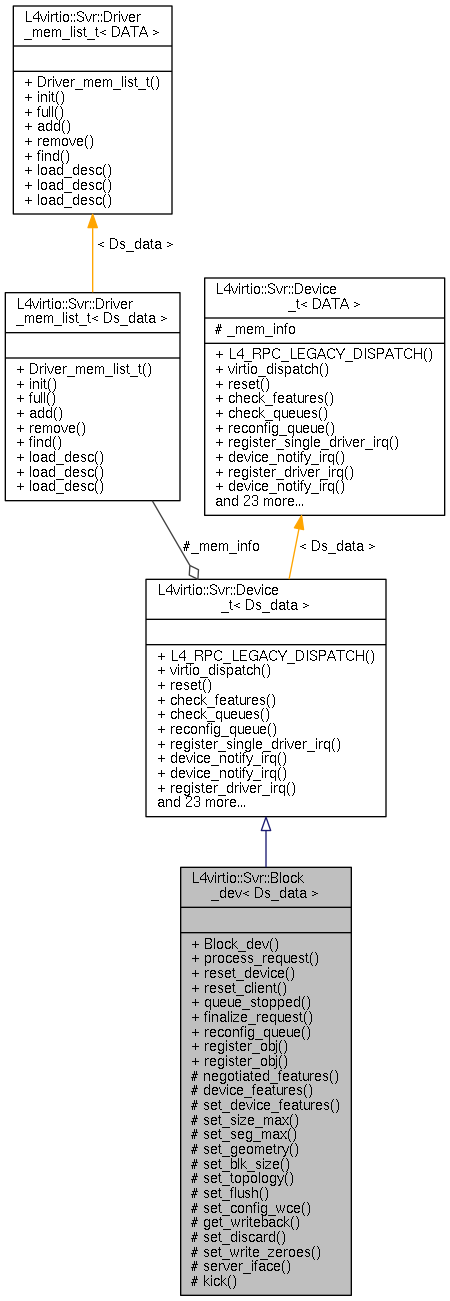 L4virtio::Svr::Driver
_mem_list_t< DATA >
+ Driver_mem_list_t()
+ init()
+ full()
+ add()
+ remove()
+ find()
+ load_desc()
+ load_desc()
+ load_desc()
< Ds_data >
L4virtio::Svr::Driver
_mem_list_t< Ds_data >
+ Driver_mem_list_t()
+ init()
+ full()
+ add()
+ remove()
+ find()
+ load_desc()
+ load_desc()
+ load_desc()
L4virtio::Svr::Device
_t< DATA >
# _mem_info
+ L4_RPC_LEGACY_DISPATCH()
+ virtio_dispatch()
+ reset()
+ check_features()
+ check_queues()
+ reconfig_queue()
+ register_single_driver_irq()
+ device_notify_irq()
+ register_driver_irq()
+ device_notify_irq()
and 23 more...
#_mem_info
< Ds_data >
L4virtio::Svr::Device
_t< Ds_data >
+ L4_RPC_LEGACY_DISPATCH()
+ virtio_dispatch()
+ reset()
+ check_features()
+ check_queues()
+ reconfig_queue()
+ register_single_driver_irq()
+ device_notify_irq()
+ device_notify_irq()
+ register_driver_irq()
and 23 more...
L4virtio::Svr::Block
_dev< Ds_data >
+ Block_dev()
+ process_request()
+ reset_device()
+ reset_client()
+ queue_stopped()
+ finalize_request()
+ reconfig_queue()
+ register_obj()
+ register_obj()
# negotiated_features()
# device_features()
# set_device_features()
# set_size_max()
# set_seg_max()
# set_geometry()
# set_blk_size()
# set_topology()
# set_flush()
# set_config_wce()
# get_writeback()
# set_discard()
# set_write_zeroes()
# server_iface()
# kick()